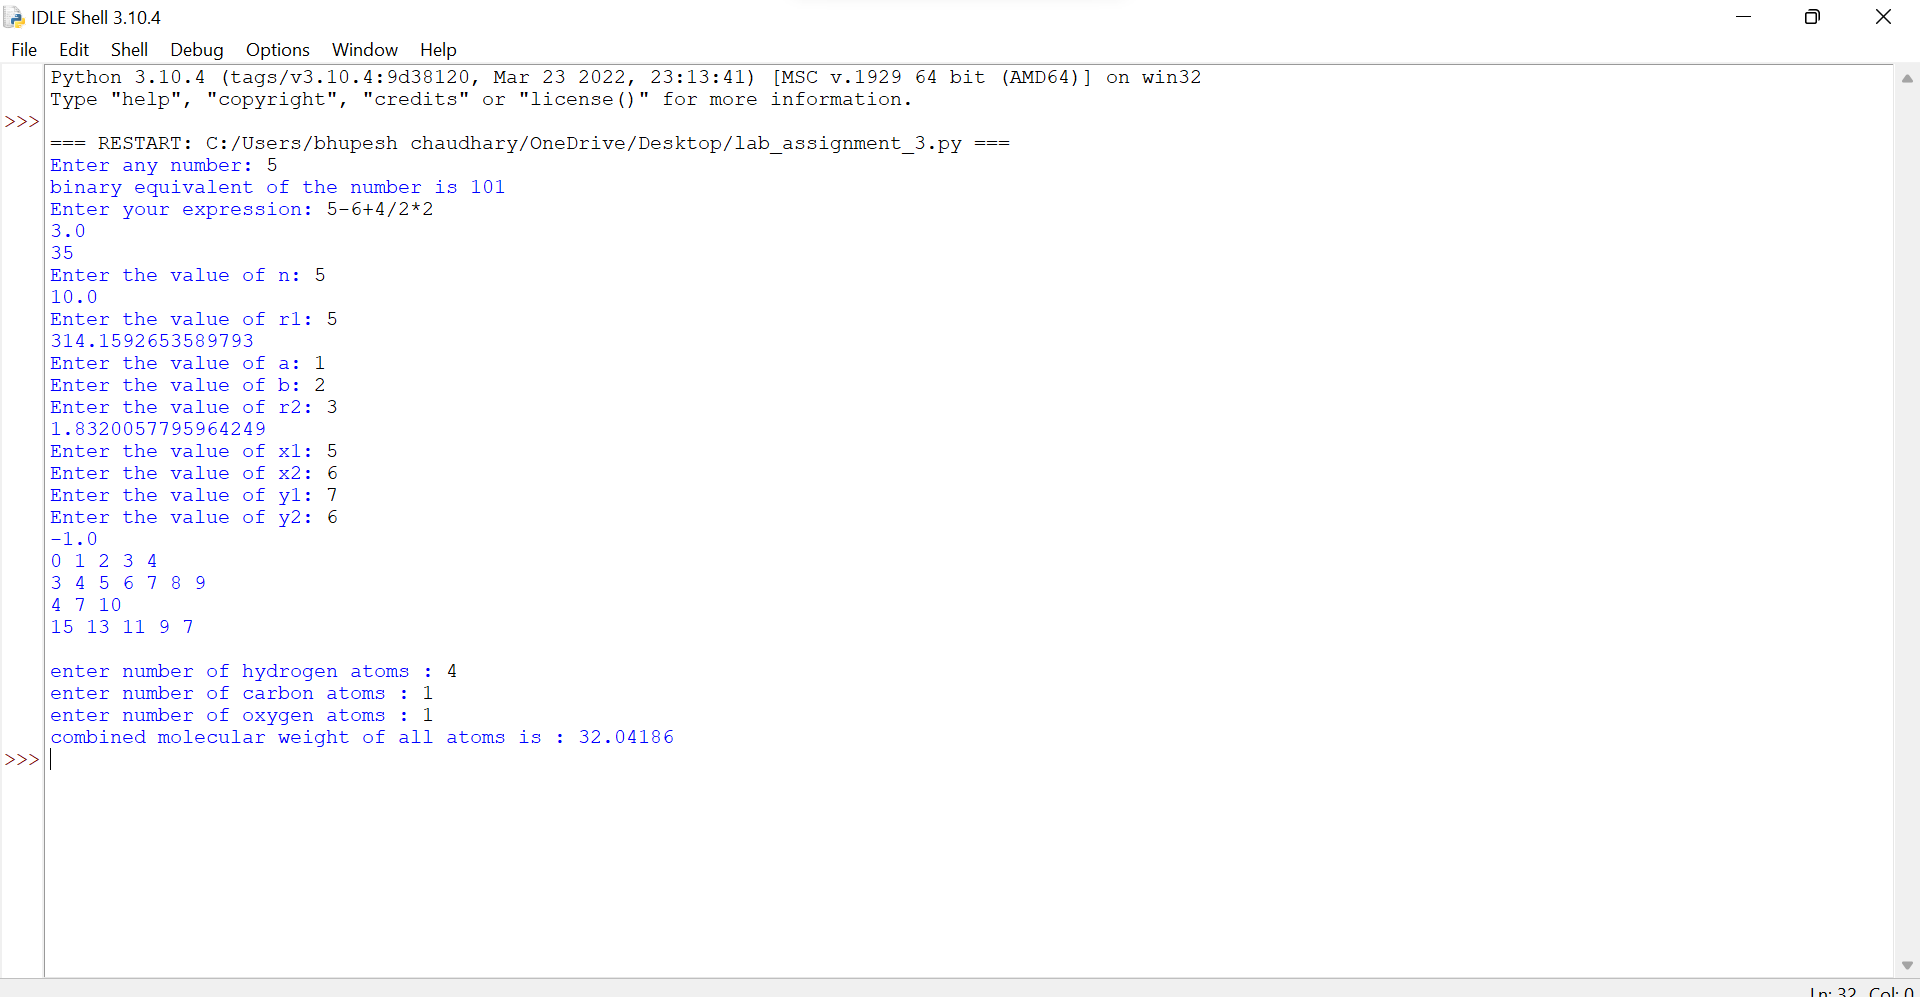 IDLE Shell 3.10.4
File Edit Shell Debug Options Window Help
Python 3.10.4 (tags/v3.10.4:9d38120, Mar 23 2022, 23:13:41) [MSC v.1929 64 bit (AMD64)] on win32
Type "help", "copyright", "credits" or "license()" for more information.
>>>
=== RESTART: C:/Users/bhupesh chaudhary/OneDrive/Desktop/lab_assignment_3.py ===
Enter any number: 5
binary equivalent of the number is 101
Enter your expression: 5-6+4/2*2
3.0
35
Enter the value of n: 5
10.0
Enter the value of r1: 5
314.1592653589793
Enter the value of a: 1
Enter the value of b: 2
Enter the value of r2: 3
1.8320057795964249
Enter the value of x1: 5
Enter the value of x2: 6
Enter the value of y1: 7
Enter the value of y2: 6
-1.0
0 1 2 3 4
3 4 5 6 7 8 9
4 7 10
15 13 11 9 7
enter number of hydrogen atoms : 4
enter number of carbon atoms : 1
enter number of oxygen atoms : 1
combined molecular weight of all atoms is : 32.04186
>>>
Ln: 32 Col: 0